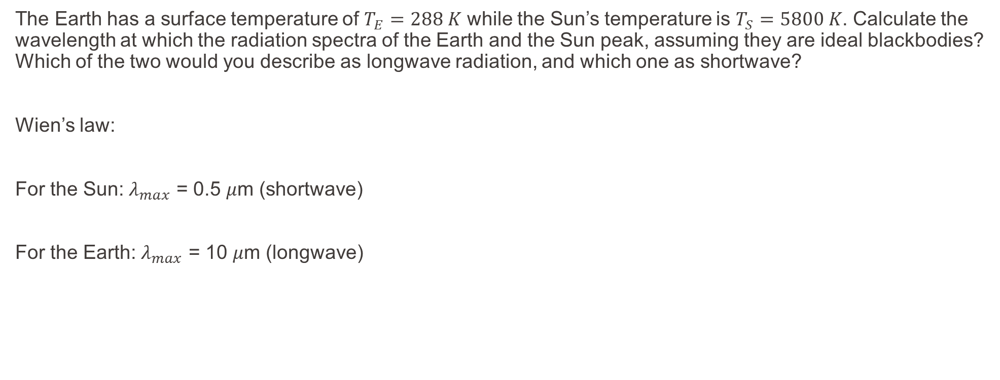 The Earth has a surface temperature of T_E = 288 K while the Sun's temperature is T_S = 5800 K. Calculate the
wavelength at which the radiation spectra of the Earth and the Sun peak, assuming they are ideal blackbodies?
Which of the two would you describe as longwave radiation, and which one as shortwave?
Wien's law:
For the Sun: λ_max = 0.5 μm (shortwave)
For the Earth: λ_max = 10 μm (longwave)